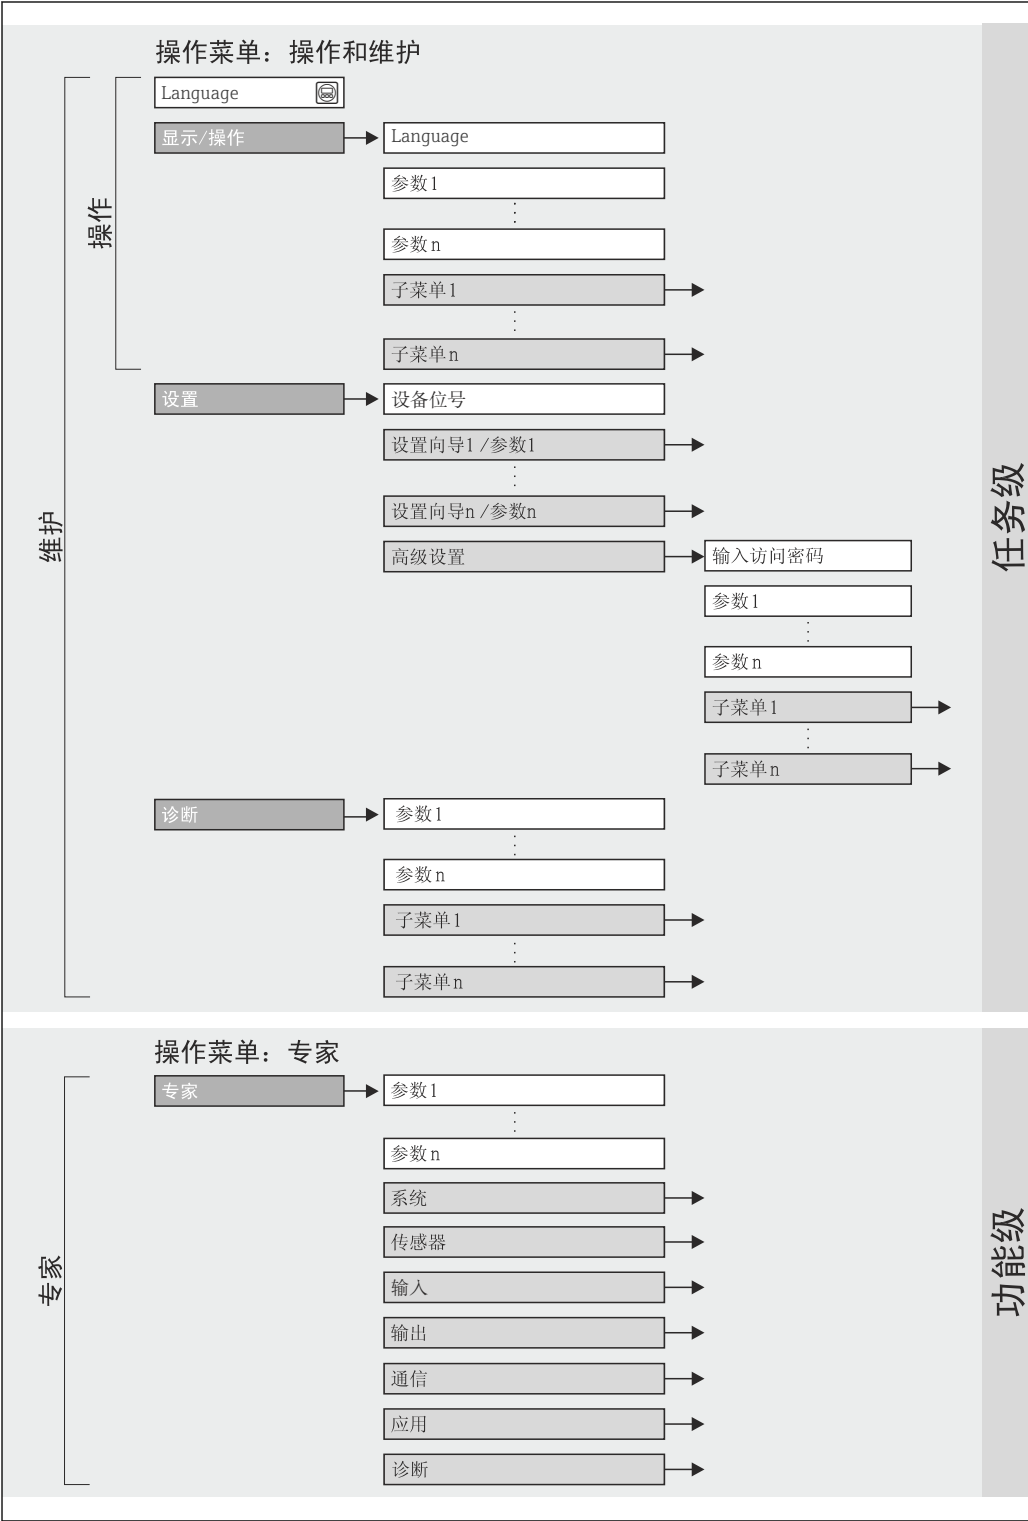 操作菜单：操作和维护
Language
显示/操作
Language
参数1
参数n
子菜单1
子菜单n
操作
设置
设备位号
设置向导1 /参数1
设置向导n /参数n
高级设置
输入访问密码
参数1
参数n
子菜单1
子菜单n
维护
任务级
诊断
参数1
参数n
子菜单1
子菜单n
操作菜单：专家
专家
参数1
参数n
系统
传感器
输入
输出
通信
应用
诊断
专家
功能级